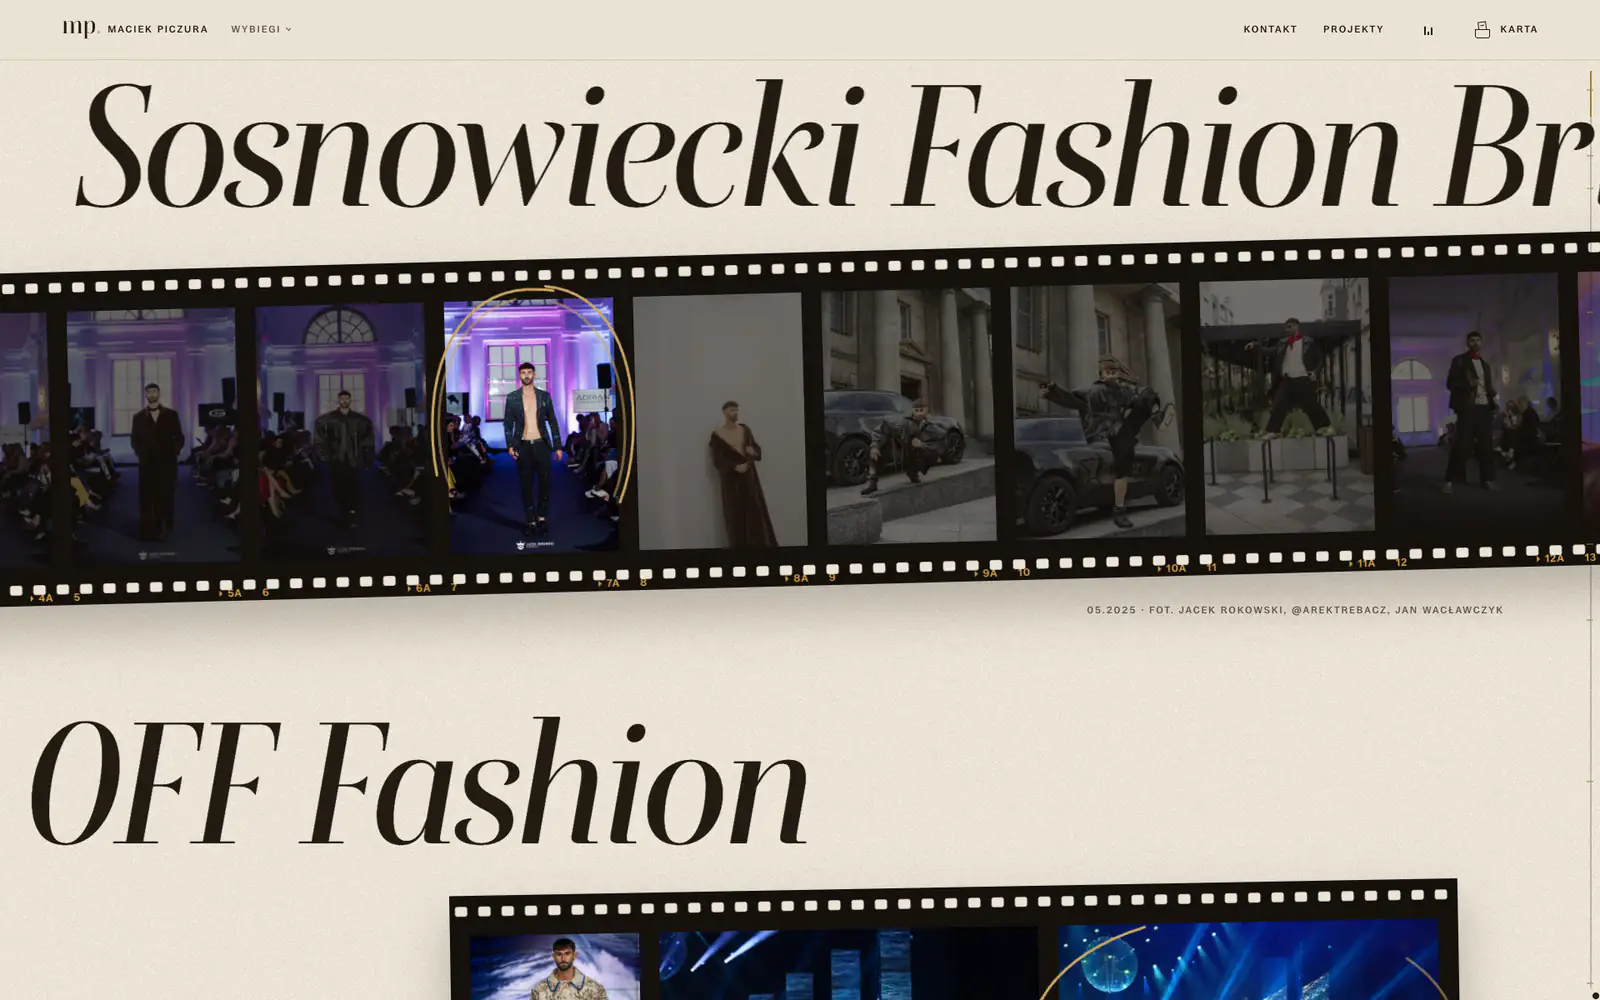 mp. MACIEK PICZURA WYBIEGI KONTAKT PROJEKTY KARTA
Sosnowiecki Fashion Br
4A 5 5A 6 6A 7 7A 8 8A 9 9A 10 10A 11 11A 12 12A 13
05.2025 · FOT. JACEK ROKOWSKI, @AREKTREBACZ, JAN WACŁAWCZYK
OFF Fashion